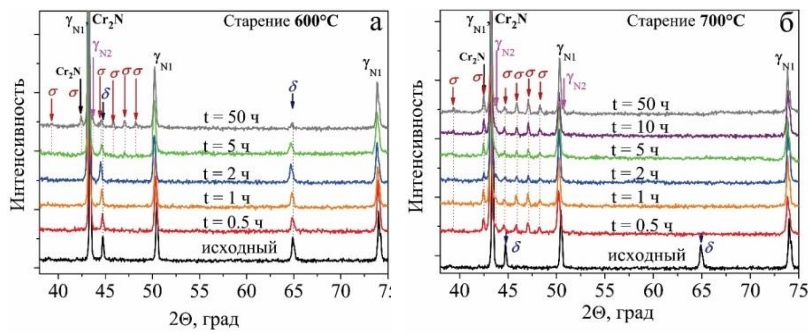 Старение 600°C
а
γN1, Cr2N
γN2
σ
Cr2N
σ
σ
σ
σ
σ
δ
γN1
δ
γN1
t = 50 ч
t = 5 ч
t = 2 ч
t = 1 ч
t = 0.5 ч
исходный
Интенсивность
40 45 50 55 60 65 70 75
2Θ, град
Старение 700°C
б
γN1, Cr2N
Cr2N
γN2
σ
σ
σ
σ
σ
σ
γN1
γN2
γN1
t = 50 ч
t = 10 ч
t = 5 ч
t = 2 ч
t = 1 ч
t = 0.5 ч
δ
исходный
δ
Интенсивность
40 45 50 55 60 65 70 75
2Θ, град